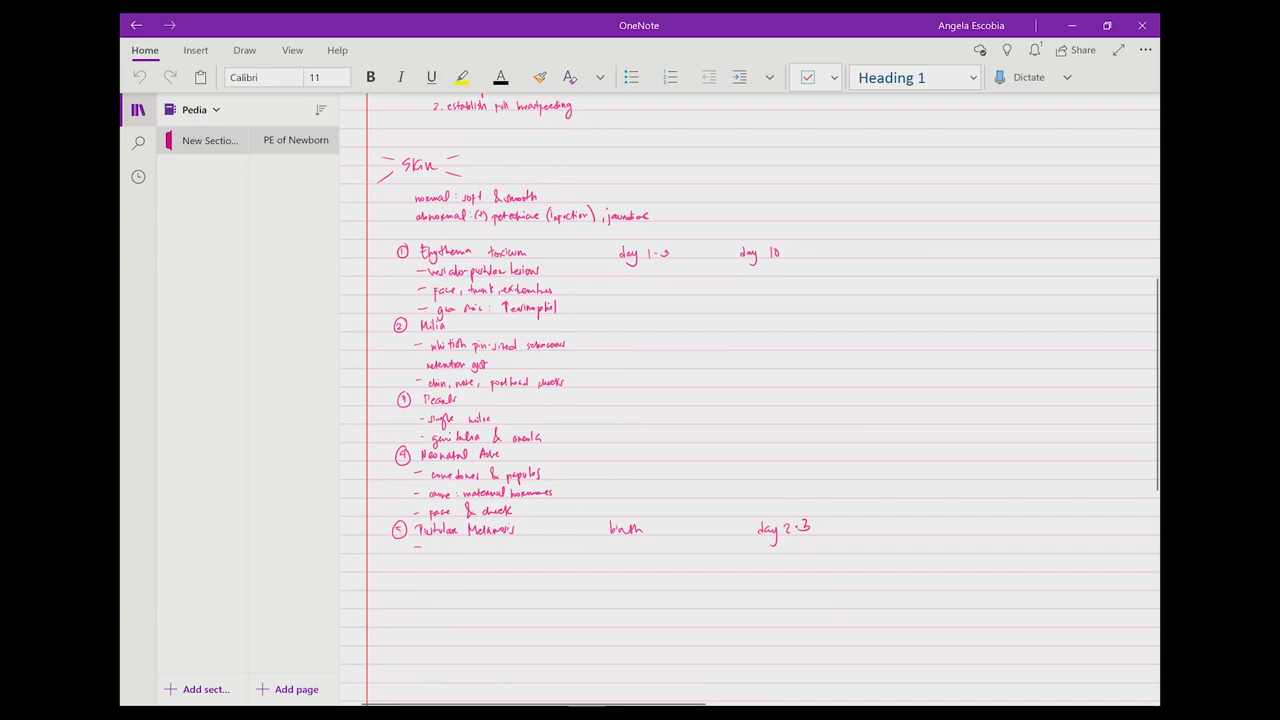 OneNote
Angela Escobia
Home Insert Draw View Help
Share
Calibri 11 B I U A Heading 1 Dictate
Pedia
New Sectio... PE of Newborn
2. establish full breastfeeding
Skin
normal : soft & smooth
abnormal : (+) petechiae (infection), jaundice
① Erythema toxicum day 1-3 day 10
- vesiculo-pustular lesions
- face, trunk, extremities
- : ↑ eosinophil
② Milia
- whitish pin-sized sebaceous
retention cyst
- chin, nose, forehead, cheeks
③ Pearls
- single milia
- genitalia & areola
④ Neonatal Acne
- comedones & papules
- cause : maternal hormones
- face & cheek
⑤ Pustular Melanosis birth day 2-3
-
Add sect... Add page